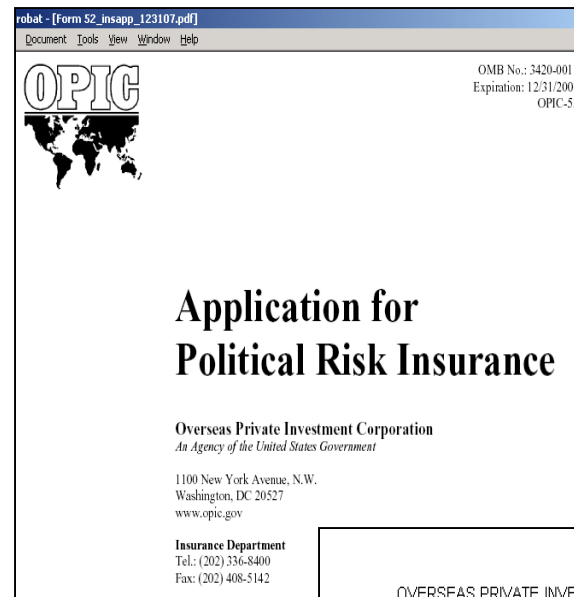 robat - [Form 52_insapp_123107.pdf]
Document Tools View Window Help
OPIC
OMB No.: 3420-001
Expiration: 12/31/200
OPIC-5
Application for
Political Risk Insurance
Overseas Private Investment Corporation
An Agency of the United States Government
1100 New York Avenue, N.W.
Washington, DC 20527
www.opic.gov
Insurance Department
Tel.: (202) 336-8400
Fax: (202) 408-5142
OVERSEAS PRIVATE INVE